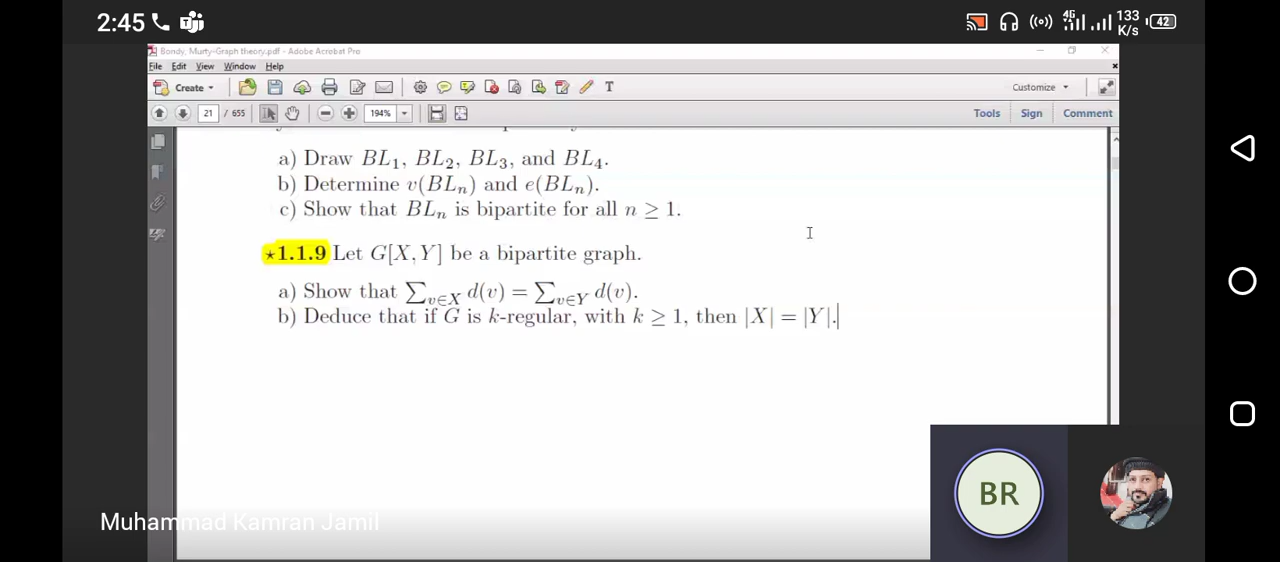 2:45
4G 133 K/s 42
Bondy, Murty-Graph theory.pdf - Adobe Acrobat Pro
File Edit View Window Help
Create Customize
21 / 655 194% Tools Sign Comment
a) Draw BL₁, BL₂, BL₃, and BL₄.
b) Determine v(BLₙ) and e(BLₙ).
c) Show that BLₙ is bipartite for all n ≥ 1.
⋆1.1.9 Let G[X, Y] be a bipartite graph.
a) Show that ∑_{v∈X} d(v) = ∑_{v∈Y} d(v).
b) Deduce that if G is k-regular, with k ≥ 1, then |X| = |Y|.
BR
Muhammad Kamran Jamil